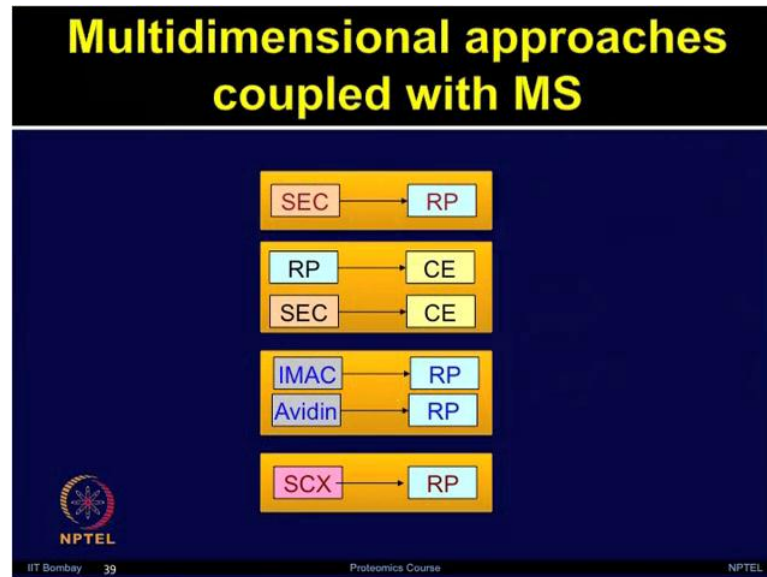 Multidimensional approaches
coupled with MS
SEC RP
RP CE
SEC CE
IMAC RP
Avidin RP
SCX RP
NPTEL
IIT Bombay 39 Proteomics Course NPTEL